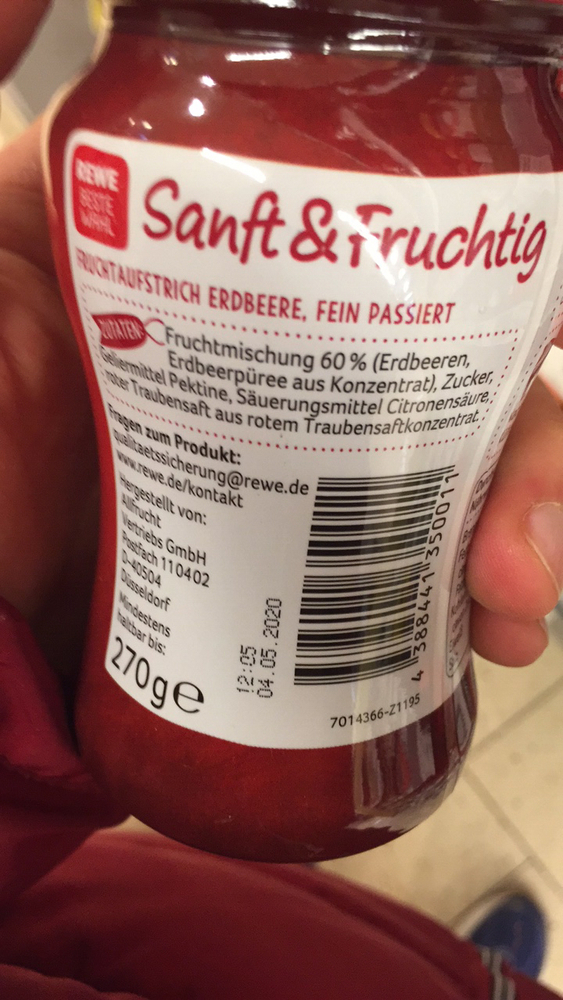 REWE
BESTE
WAHL
Sanft & Fruchtig
FRUCHTAUFSTRICH ERDBEERE, FEIN PASSIERT
ZUTATEN
Fruchtmischung 60 % (Erdbeeren,
Erdbeerpüree aus Konzentrat), Zucker,
Geliermittel Pektine, Säuerungsmittel Citronensäure,
roter Traubensaft aus rotem Traubensaftkonzentrat.
Fragen zum Produkt:
qualitaetssicherung@rewe.de
www.rewe.de/kontakt
Hergestellt von:
Allfrucht
Vertriebs GmbH
Postfach 110402
D-40504
Düsseldorf
Mindestens
haltbar bis:
270g e
12:05
04.05.2020
4 388441 350011
7014366-Z1195